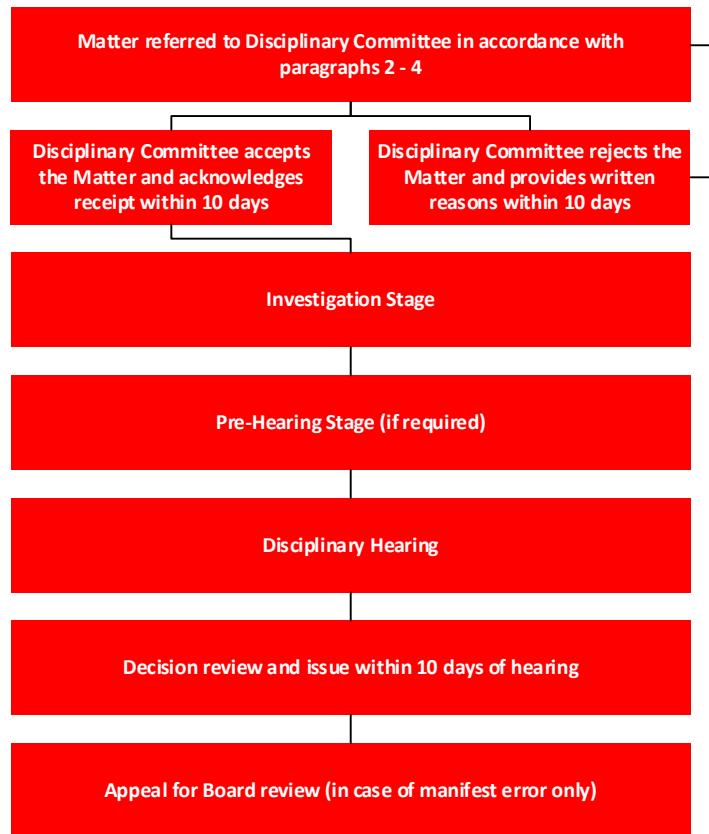 Matter referred to Disciplinary Committee in accordance with
paragraphs 2 - 4
Disciplinary Committee accepts
the Matter and acknowledges
receipt within 10 days
Disciplinary Committee rejects the
Matter and provides written
reasons within 10 days
Investigation Stage
Pre-Hearing Stage (if required)
Disciplinary Hearing
Decision review and issue within 10 days of hearing
Appeal for Board review (in case of manifest error only)